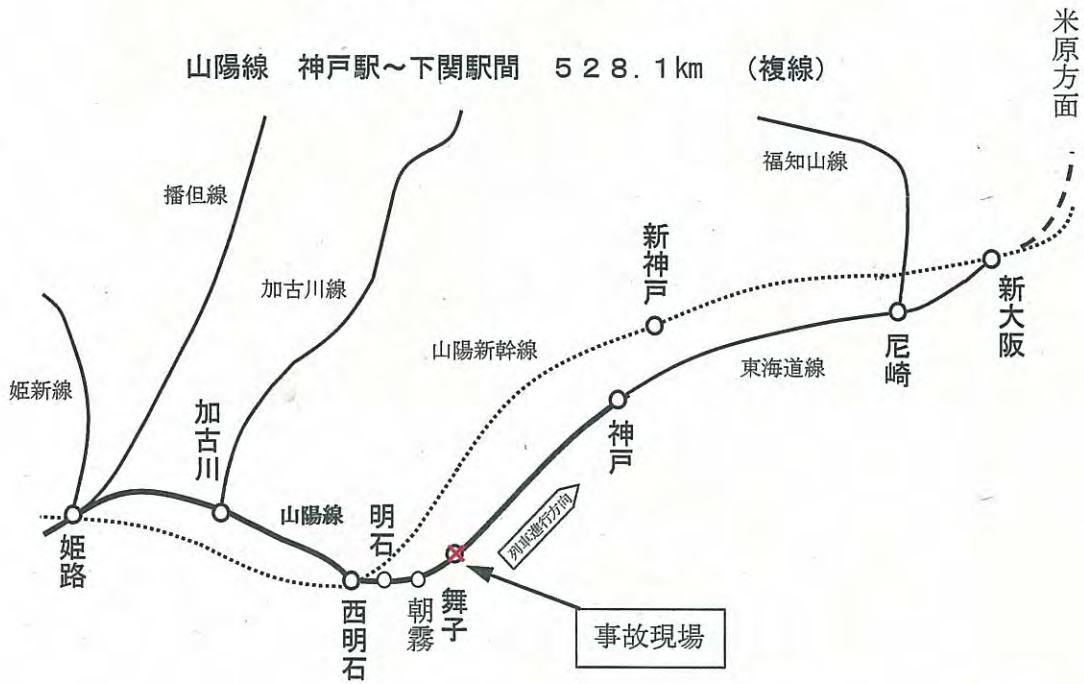 米原方面
山陽線　神戸駅～下関駅間　５２８.１km　（複線）
福知山線
播但線
新神戸
加古川線
新大阪
山陽新幹線
尼崎
東海道線
姫新線
加古川
神戸
山陽線
明石
列車進行方向
姫路
西明石
朝霧
舞子
事故現場